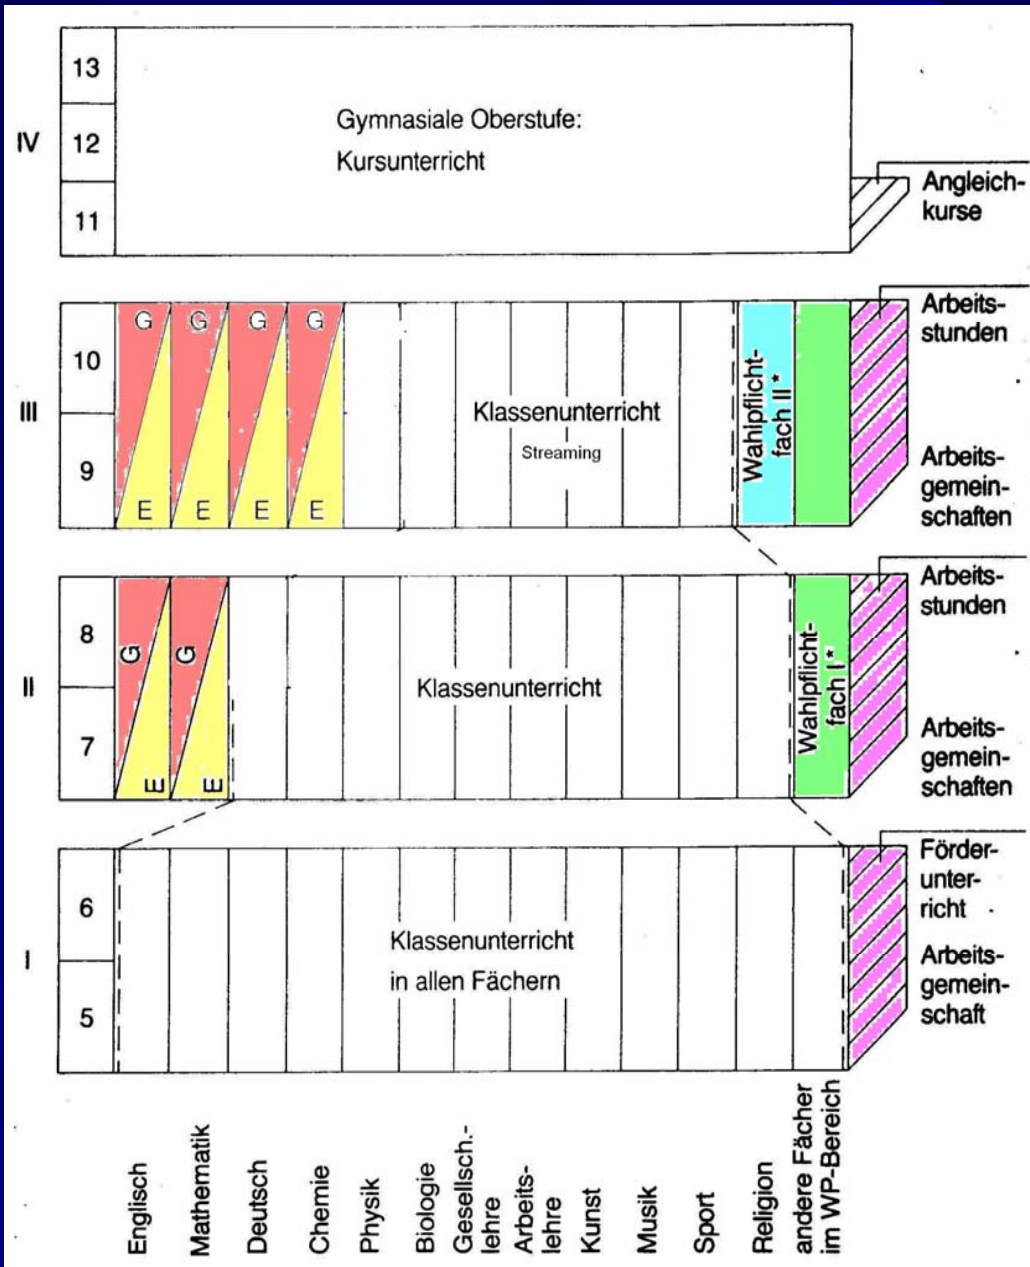 IV
13
12
11
Gymnasiale Oberstufe:
Kursunterricht
Angleich-
kurse
III
10
9
G
G
G
G
E
E
E
E
Klassenunterricht
Streaming
Wahlpflicht-
fach II*
Arbeits-
stunden
Arbeits-
gemein-
schaften
II
8
7
G
G
E
E
Klassenunterricht
Wahlpflicht-
fach I*
Arbeits-
stunden
Arbeits-
gemein-
schaften
I
6
5
Klassenunterricht
in allen Fächern
Förder-
unter-
richt
Arbeits-
gemein-
schaft
Englisch
Mathematik
Deutsch
Chemie
Physik
Biologie
Gesellsch.-
lehre
Arbeits-
lehre
Kunst
Musik
Sport
Religion
andere Fächer
im WP-Bereich